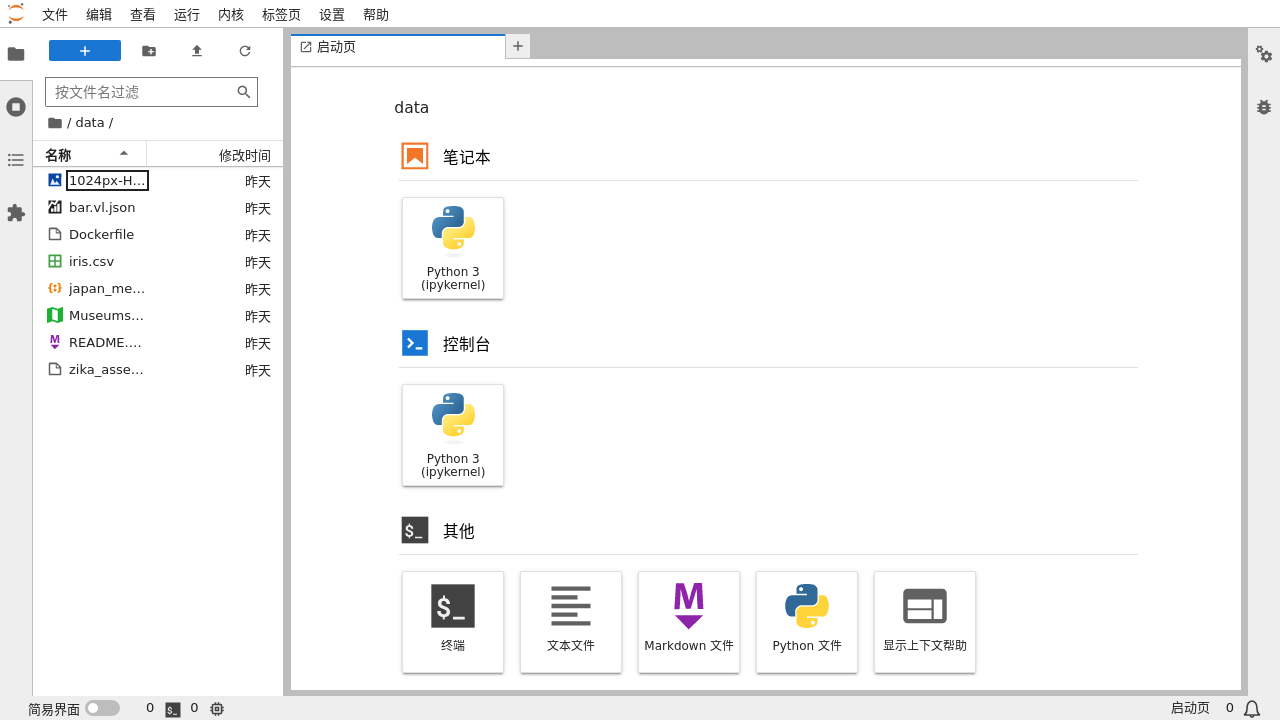 文件 编辑 查看 运行 内核 标签页 设置 帮助
启动页
按文件名过滤
/ data /
名称 修改时间
1024px-H… 昨天
bar.vl.json 昨天
Dockerfile 昨天
iris.csv 昨天
japan_me… 昨天
Museums… 昨天
README.… 昨天
zika_asse… 昨天
data
笔记本
Python 3
(ipykernel)
控制台
Python 3
(ipykernel)
$_ 其他
$_
M
终端 文本文件 Markdown 文件 Python 文件 显示上下文帮助
简易界面 0 $_ 0 启动页 0